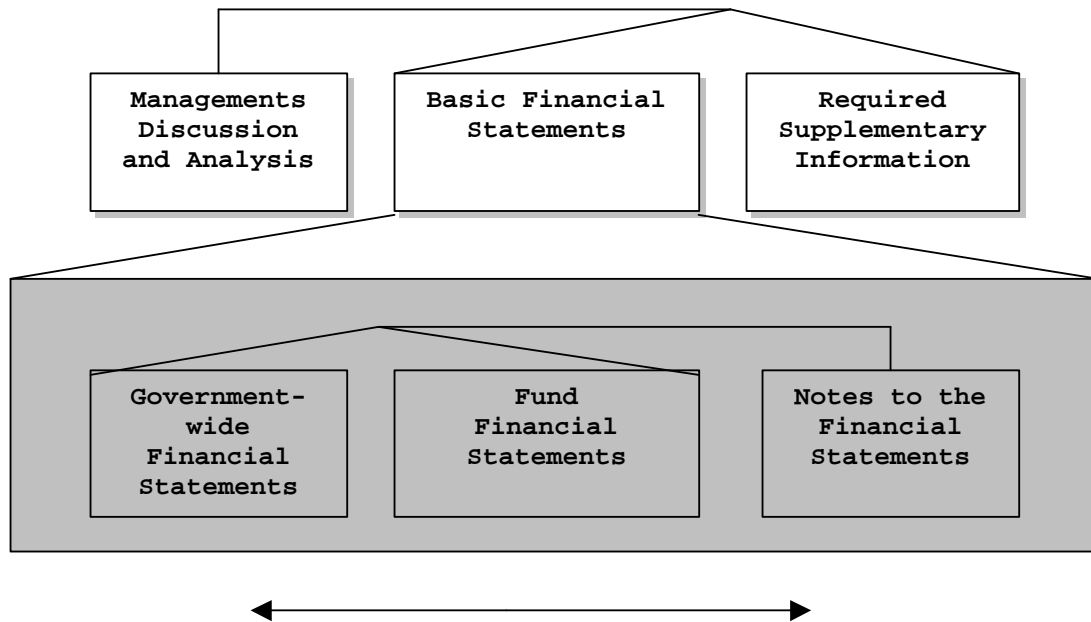 Managements
Discussion
and Analysis
Basic Financial
Statements
Required
Supplementary
Information
Government-
wide
Financial
Statements
Fund
Financial
Statements
Notes to the
Financial
Statements